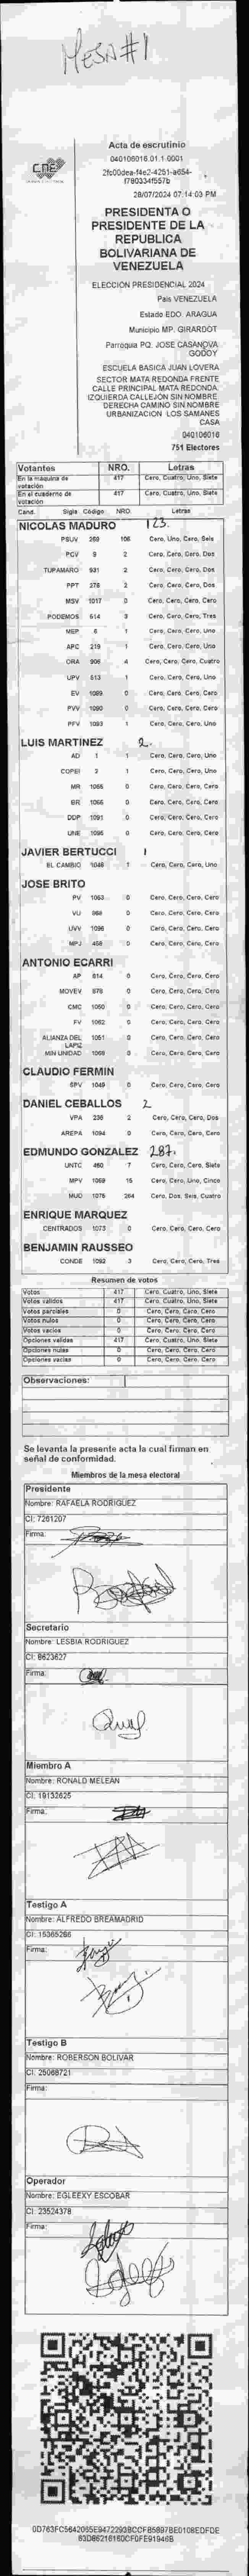 MESA#1
Acta de escrutinio
040106016.01.1.0001
2fe00dea-f4e2-4251-a654-
f780334f557b
28/07/2024 07:14:03 PM
CNE
PRESIDENTA O
PRESIDENTE DE LA
REPUBLICA
BOLIVARIANA DE
VENEZUELA
ELECCIÓN PRESIDENCIAL 2024
País VENEZUELA
Estado EDO. ARAGUA
Municipio MP. GIRARDOT
Parroquia PQ. JOSE CASANOVA
GODOY
ESCUELA BASICA JUAN LOVERA
SECTOR MATA REDONDA FRENTE
CALLE PRINCIPAL MATA REDONDA.
IZQUIERDA CALLEJÓN SIN NOMBRE.
DERECHA CAMINO SIN NOMBRE
URBANIZACION LOS SAMANES
CASA
040106016
751 Electores
Votantes NRO. Letras
En la máquina de votación 417 Cero, Cuatro, Uno, Siete
En el cuaderno de votación 417 Cero, Cuatro, Uno, Siete
Cand. Sigla Código NRO. Letras
NICOLAS MADURO 123.
PSUV 259 106 Cero, Uno, Cero, Seis
PCV 9 2 Cero, Cero, Cero, Dos
TUPAMARO 931 2 Cero, Cero, Cero, Dos
PPT 275 2 Cero, Cero, Cero, Dos
MSV 1017 0 Cero, Cero, Cero, Cero
PODEMOS 614 3 Cero, Cero, Cero, Tres
MEP 6 1 Cero, Cero, Cero, Uno
APC 219 1 Cero, Cero, Cero, Uno
ORA 906 4 Cero, Cero, Cero, Cuatro
UPV 513 1 Cero, Cero, Cero, Uno
EV 1089 0 Cero, Cero, Cero, Cero
PVV 1090 0 Cero, Cero, Cero, Cero
PFV 1093 1 Cero, Cero, Cero, Uno
LUIS MARTINEZ 2.
AD 1 1 Cero, Cero, Cero, Uno
COPEI 2 1 Cero, Cero, Cero, Uno
MR 1055 0 Cero, Cero, Cero, Cero
BR 1066 0 Cero, Cero, Cero, Cero
DDP 1091 0 Cero, Cero, Cero, Cero
UNE 1095 0 Cero, Cero, Cero, Cero
JAVIER BERTUCCI 1
EL CAMBIO 1048 1 Cero, Cero, Cero, Uno
JOSE BRITO
PV 1053 0 Cero, Cero, Cero, Cero
VU 868 0 Cero, Cero, Cero, Cero
UVV 1096 0 Cero, Cero, Cero, Cero
MPJ 458 0 Cero, Cero, Cero, Cero
ANTONIO ECARRI
AP 814 0 Cero, Cero, Cero, Cero
MOVEV 878 0 Cero, Cero, Cero, Cero
CMC 1050 0 Cero, Cero, Cero, Cero
FV 1052 0 Cero, Cero, Cero, Cero
ALIANZA DEL LAPIZ 1051 0 Cero, Cero, Cero, Cero
MIN UNIDAD 1069 0 Cero, Cero, Cero, Cero
CLAUDIO FERMIN
SPV 1049 0 Cero, Cero, Cero, Cero
DANIEL CEBALLOS 2
VPA 236 2 Cero, Cero, Cero, Dos
AREPA 1094 0 Cero, Cero, Cero, Cero
EDMUNDO GONZALEZ 287.
UNTC 460 7 Cero, Cero, Cero, Siete
MPV 1059 15 Cero, Cero, Uno, Cinco
MUD 1075 264 Cero, Dos, Seis, Cuatro
ENRIQUE MARQUEZ
CENTRADOS 1073 0 Cero, Cero, Cero, Cero
BENJAMIN RAUSSEO
CONDE 1092 3 Cero, Cero, Cero, Tres
Resumen de votos
Votos 417 Cero, Cuatro, Uno, Siete
Votos válidos 417 Cero, Cuatro, Uno, Siete
Votos parciales 0 Cero, Cero, Cero, Cero
Votos nulos 0 Cero, Cero, Cero, Cero
Votos vacíos 0 Cero, Cero, Cero, Cero
Opciones válidas 417 Cero, Cuatro, Uno, Siete
Opciones nulas 0 Cero, Cero, Cero, Cero
Opciones vacías 0 Cero, Cero, Cero, Cero
Observaciones:
Se levanta la presente acta la cual firman en
señal de conformidad.
Miembros de la mesa electoral
Presidente
Nombre: RAFAELA RODRIGUEZ
CI: 7261207
Firma:
Secretario
Nombre: LESBIA RODRIGUEZ
CI: 8623627
Firma:
Miembro A
Nombre: RONALD MELEAN
CI: 19132625
Firma:
Testigo A
Nombre: ALFREDO BREAMADRID
CI: 15365266
Firma:
Testigo B
Nombre: ROBERSON BOLIVAR
CI: 25068721
Firma:
Operador
Nombre: EGLEEXY ESCOBAR
CI: 23524378
Firma: